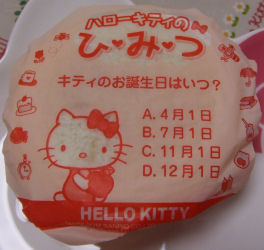 ハローキティの
ひ♥み♥つ
キティのお誕生日はいつ?
A. 4月1日
B. 7月1日
C. 11月1日
D. 12月1日
HELLO KITTY